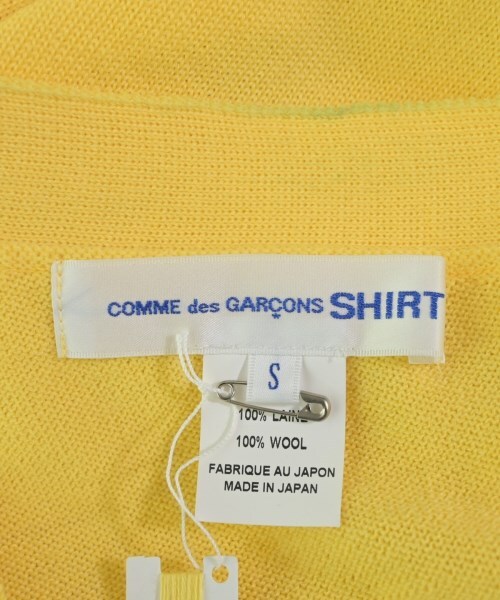 COMME des GARÇONS SHIRT
S
100% LAINE
100% WOOL
FABRIQUE AU JAPON
MADE IN JAPAN